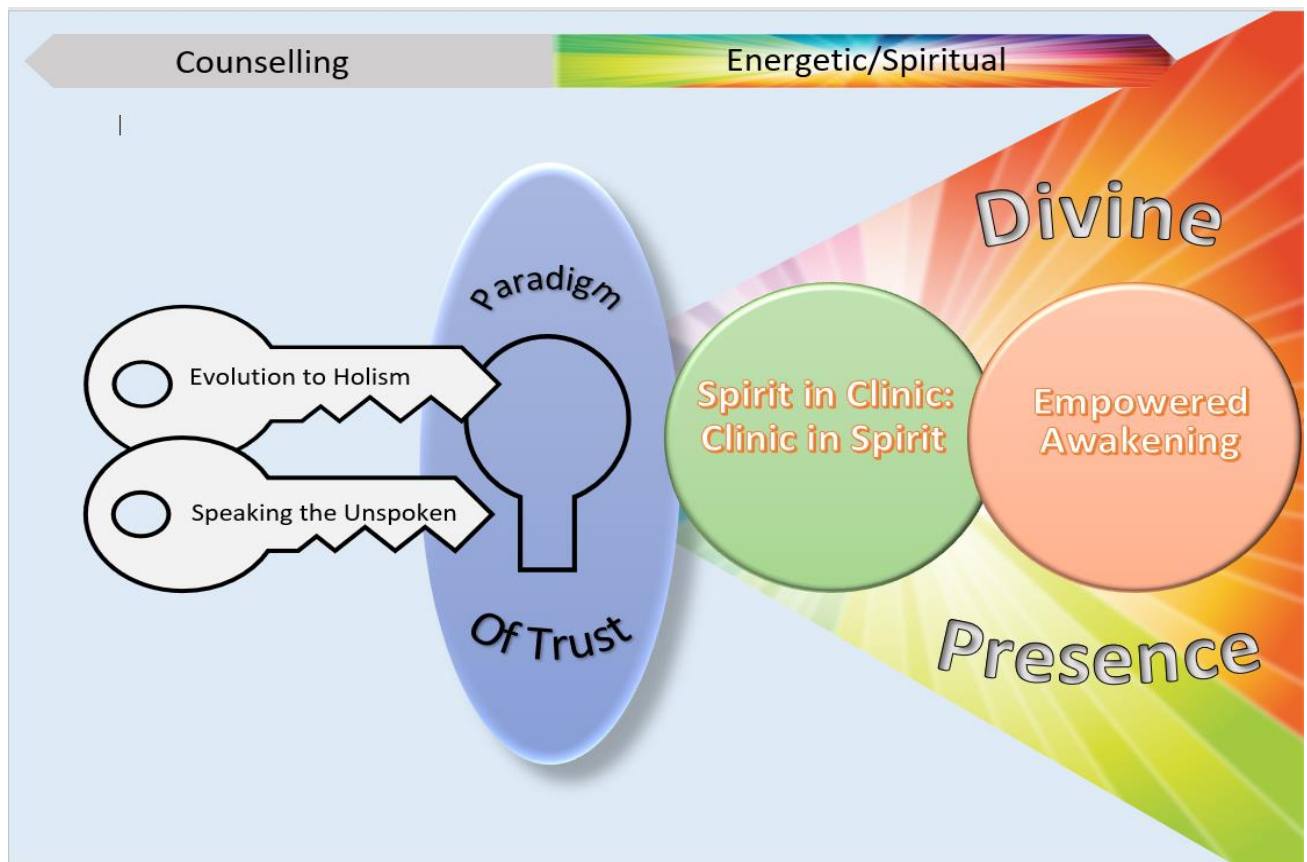 Counselling
Energetic/Spiritual
Paradigm
Of Trust
Evolution to Holism
Speaking the Unspoken
Spirit in Clinic:
Clinic in Spirit
Empowered
Awakening
Divine
Presence